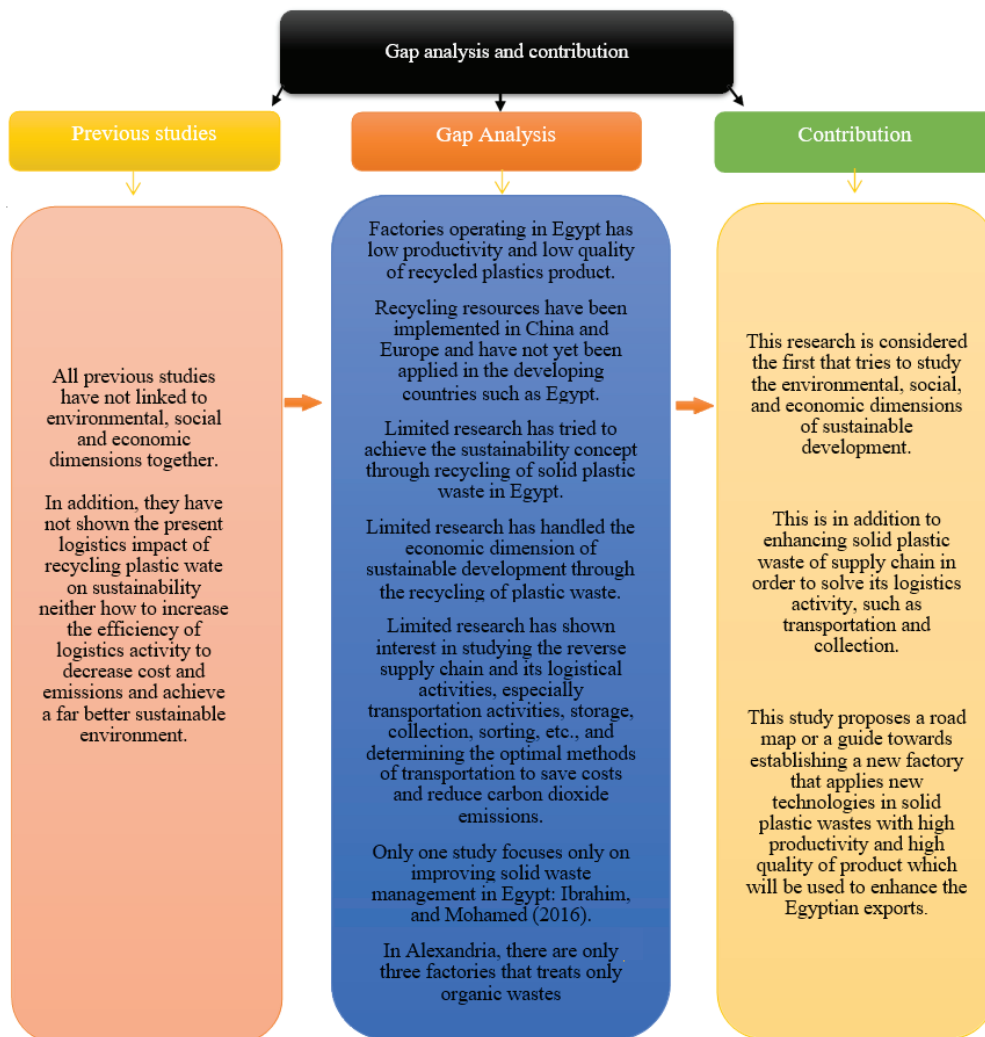 Gap analysis and contribution
Previous studies
Gap Analysis
Contribution
All previous studies
have not linked to
environmental, social
and economic
dimensions together.
In addition, they have
not shown the present
logistics impact of
recycling plastic wate
on sustainability
neither how to increase
the efficiency of
logistics activity to
decrease cost and
emissions and achieve
a far better sustainable
environment.
Factories operating in Egypt has
low productivity and low quality
of recycled plastics product.
Recycling resources have been
implemented in China and
Europe and have not yet been
applied in the developing
countries such as Egypt.
Limited research has tried to
achieve the sustainability concept
through recycling of solid plastic
waste in Egypt.
Limited research has handled the
economic dimension of
sustainable development through
the recycling of plastic waste.
Limited research has shown
interest in studying the reverse
supply chain and its logistical
activities, especially
transportation activities, storage,
collection, sorting, etc., and
determining the optimal methods
of transportation to save costs
and reduce carbon dioxide
emissions.
Only one study focuses only on
improving solid waste
management in Egypt: Ibrahim,
and Mohamed (2016).
In Alexandria, there are only
three factories that treats only
organic wastes
This research is considered
the first that tries to study
the environmental, social,
and economic dimensions
of sustainable
development.
This is in addition to
enhancing solid plastic
waste of supply chain in
order to solve its logistics
activity, such as
transportation and
collection.
This study proposes a road
map or a guide towards
establishing a new factory
that applies new
technologies in solid
plastic wastes with high
productivity and high
quality of product which
will be used to enhance the
Egyptian exports.